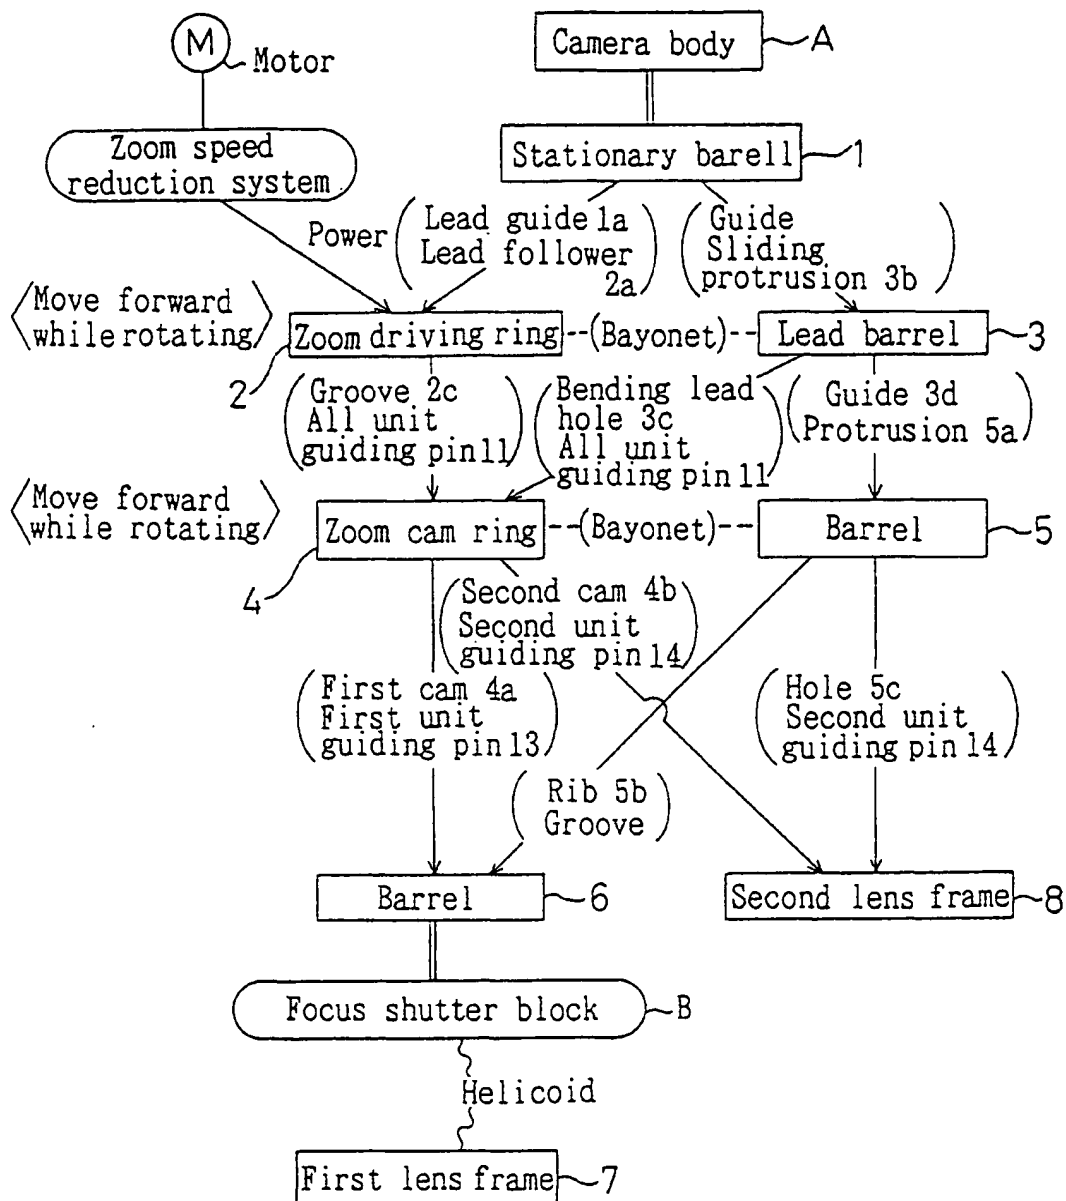 M
Motor
Camera body
A
Zoom speed
reduction system
Stationary barell
1
Power
Lead guide 1a
Lead follower
2a
Guide
Sliding
protrusion 3b
Move forward
while rotating
Zoom driving ring
(Bayonet)
Lead barrel
3
2
Groove 2c
All unit
guiding pin 11
Bending lead
hole 3c
All unit
guiding pin 11
Guide 3d
Protrusion 5a
Move forward
while rotating
Zoom cam ring
(Bayonet)
Barrel
5
4
Second cam 4b
Second unit
guiding pin 14
First cam 4a
First unit
guiding pin 13
Hole 5c
Second unit
guiding pin 14
Rib 5b
Groove
Barrel
6
Second lens frame
8
Focus shutter block
B
Helicoid
First lens frame
7